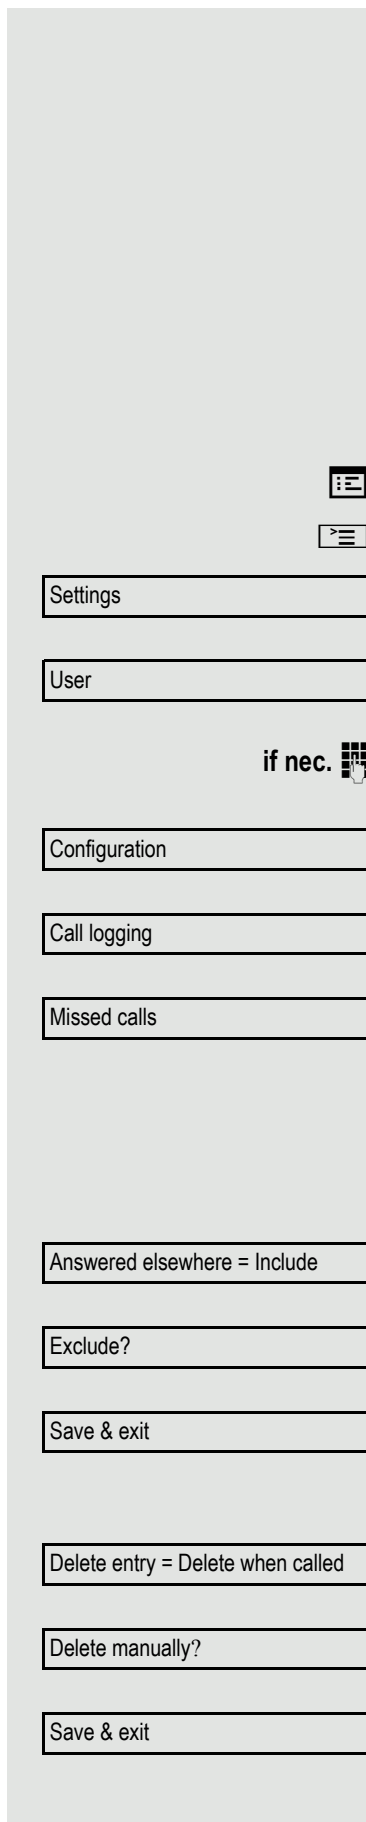 Settings
User
if nec.
Configuration
Call logging
Missed calls
Answered elsewhere = Include
Exclude?
Save & exit
Delete entry = Delete when called
Delete manually?
Save & exit